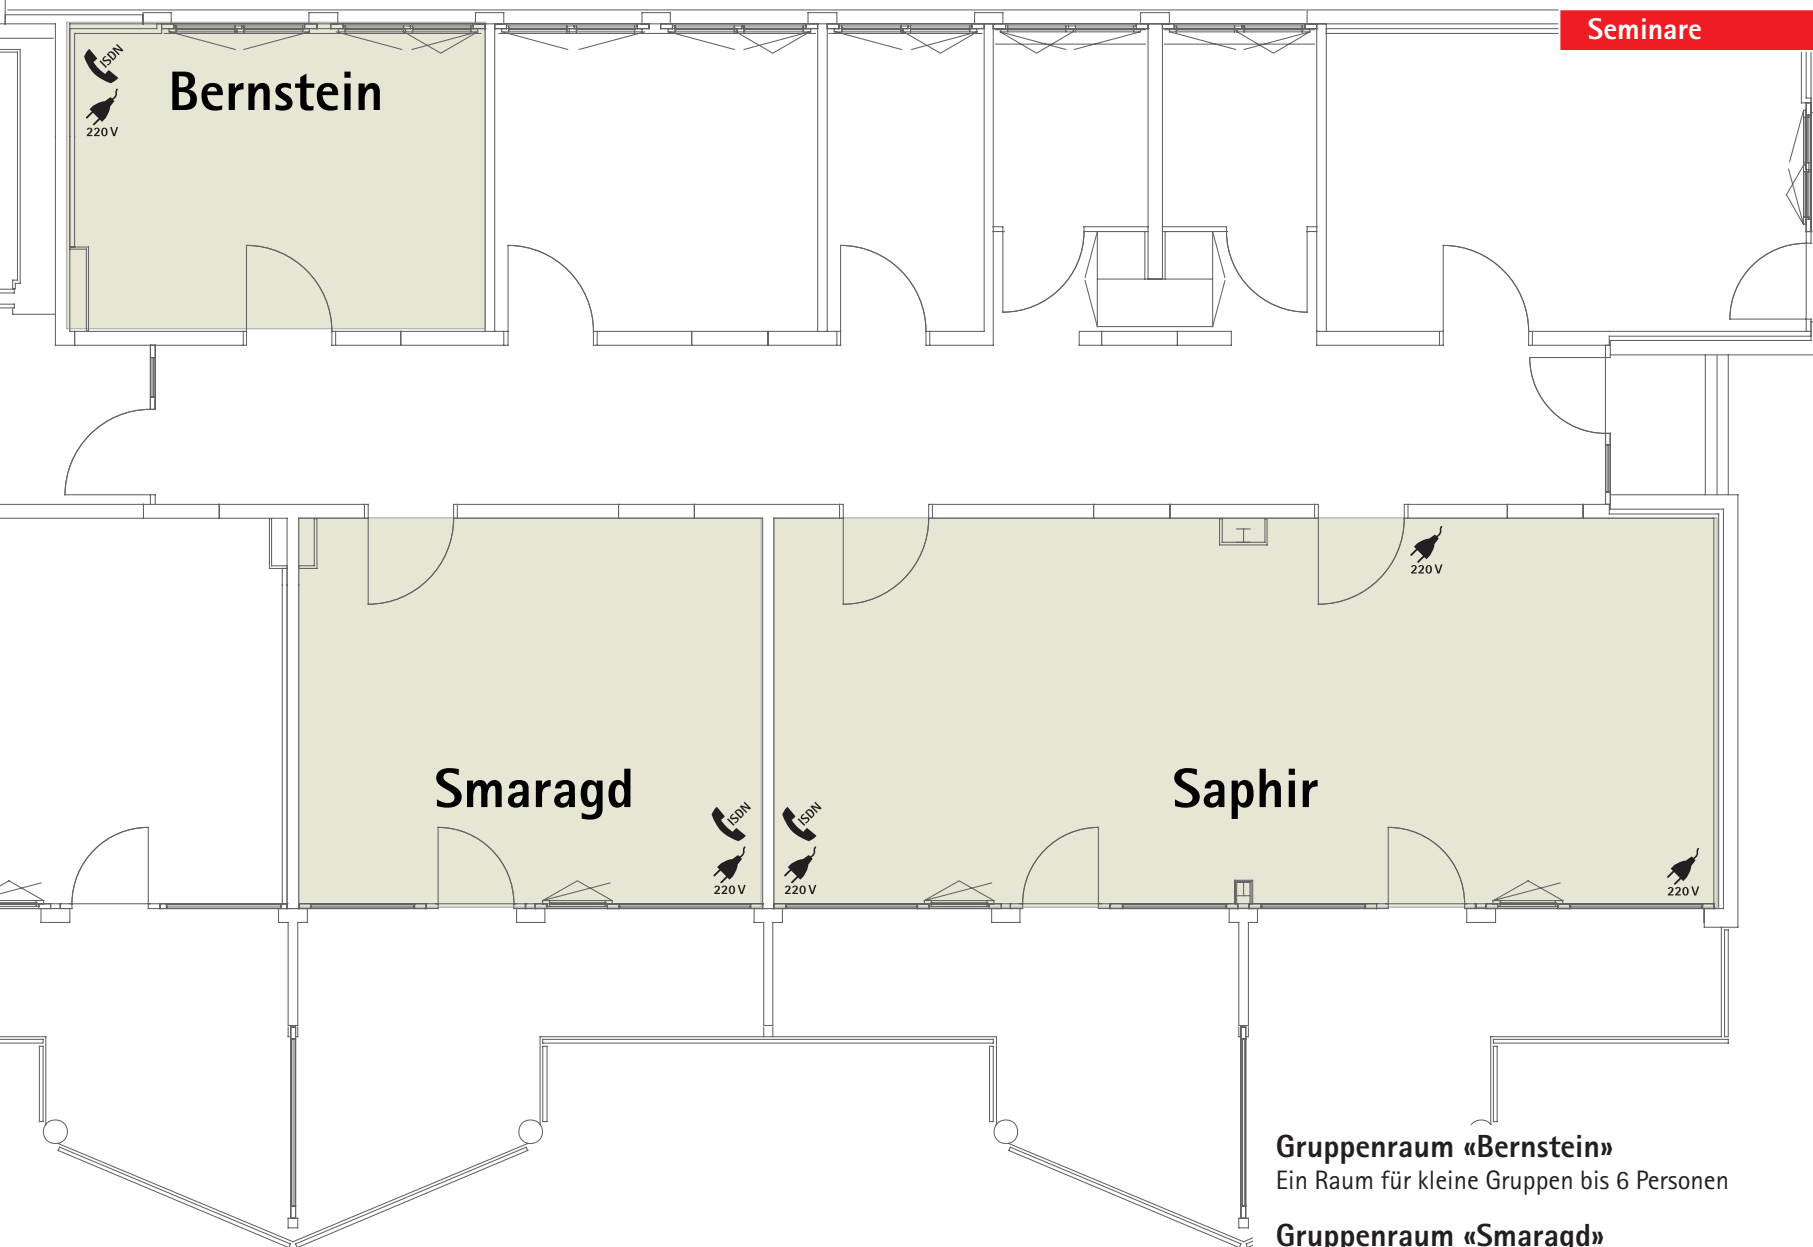 Seminare
ISDN
Bernstein
220 V
220 V
Smaragd
Saphir
ISDN
ISDN
220 V
220 V
220 V
Gruppenraum «Bernstein»
Ein Raum für kleine Gruppen bis 6 Personen
Gruppenraum «Smaragd»